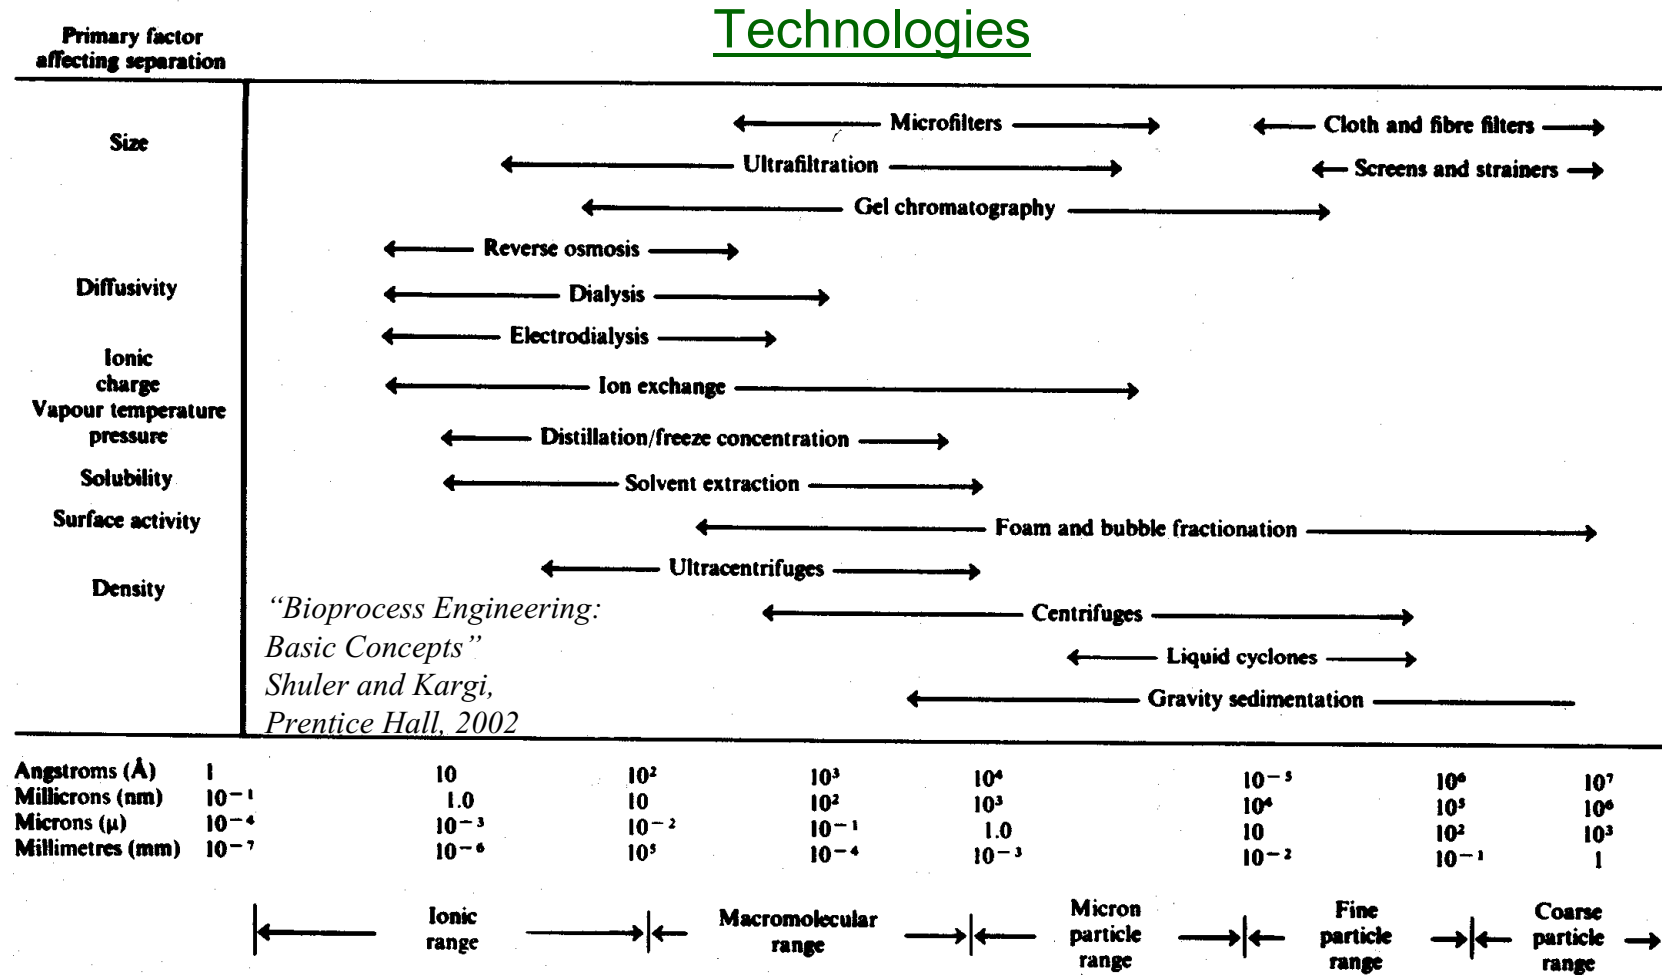 Technologies
Primary factor
affecting separation
Size
Microfilters
Cloth and fibre filters
Ultrafiltration
Screens and strainers
Gel chromatography
Reverse osmosis
Diffusivity
Dialysis
Electrodialysis
Ionic
charge
Ion exchange
Vapour temperature
pressure
Distillation/freeze concentration
Solubility
Solvent extraction
Surface activity
Foam and bubble fractionation
Ultracentrifuges
Density
Centrifuges
Liquid cyclones
Gravity sedimentation
“Bioprocess Engineering:
Basic Concepts”
Shuler and Kargi,
Prentice Hall, 2002
Angstroms (Å) 1 10 10² 10³ 10⁴ 10⁻⁵ 10⁶ 10⁷
Millicrons (nm) 10⁻¹ 1.0 10 10² 10³ 10⁴ 10⁵ 10⁶
Microns (μ) 10⁻⁴ 10⁻³ 10⁻² 10⁻¹ 1.0 10 10² 10³
Millimetres (mm) 10⁻⁷ 10⁻⁶ 10⁵ 10⁻⁴ 10⁻³ 10⁻² 10⁻¹ 1
Ionic
range
Macromolecular
range
Micron
particle
range
Fine
particle
range
Coarse
particle
range